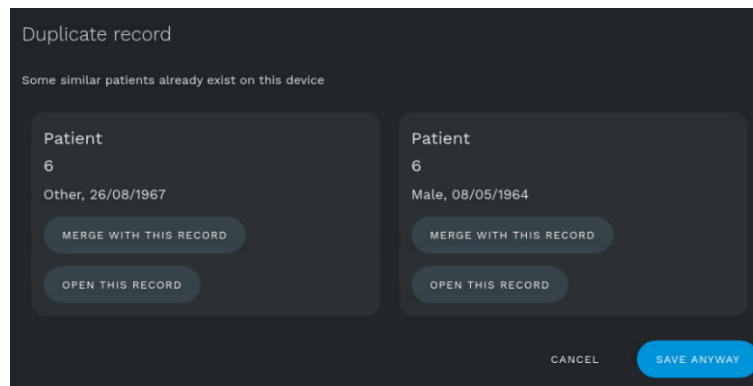 Duplicate record
Some similar patients already exist on this device
Patient
6
Other, 26/08/1967
MERGE WITH THIS RECORD
OPEN THIS RECORD
Patient
6
Male, 08/05/1964
MERGE WITH THIS RECORD
OPEN THIS RECORD
CANCEL
SAVE ANYWAY